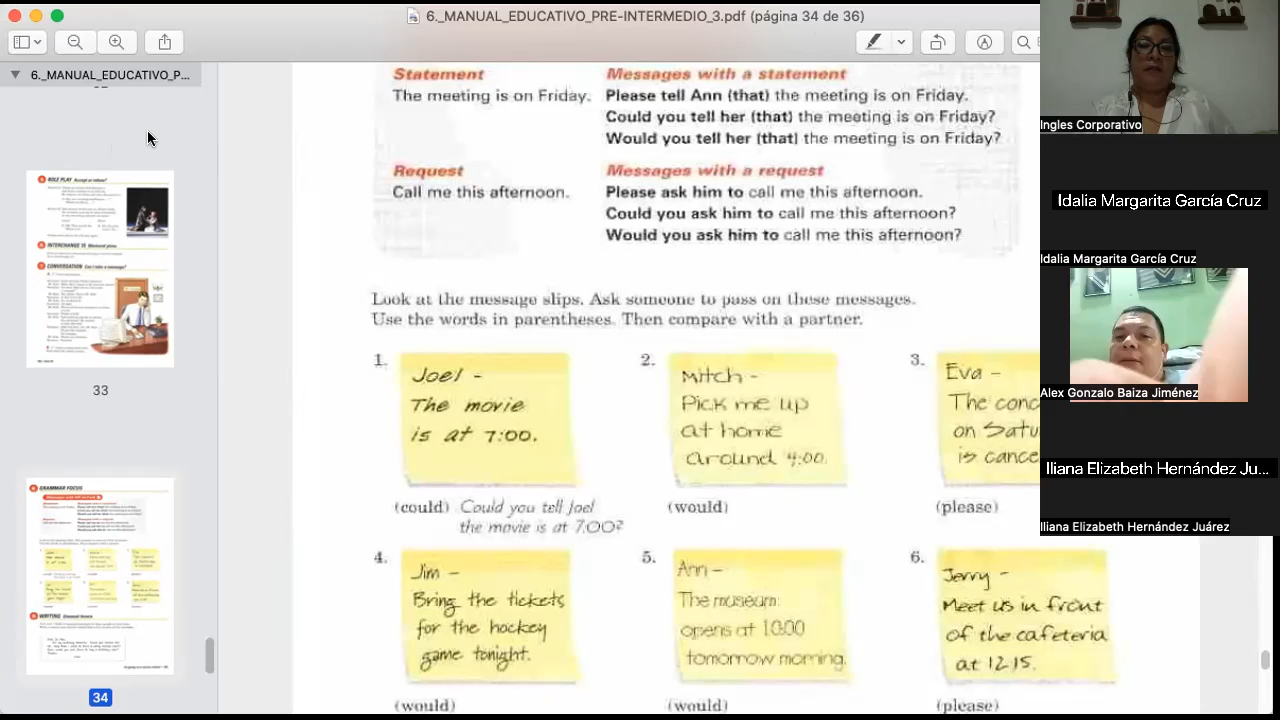 6._MANUAL_EDUCATIVO_PRE-INTERMEDIO_3.pdf (página 34 de 36)
6._MANUAL_EDUCATIVO_P...
33
34
Statement
Messages with a statement
The meeting is on Friday.
Please tell Ann (that) the meeting is on Friday.
Could you tell her (that) the meeting is on Friday?
Would you tell her (that) the meeting is on Friday?
Request
Messages with a request
Call me this afternoon.
Please ask him to call me this afternoon.
Could you ask him to call me this afternoon?
Would you ask him to call me this afternoon?
Look at the message slips. Ask someone to pass on these messages.
Use the words in parentheses. Then compare with a partner.
1.
Joel -
The movie
is at 7:00.
(could) Could you tell Joel
the movie is at 7:00?
2.
Mitch -
Pick me up
at home
around 4:00.
(would)
3.
Eva -
The
on
is
(please)
4.
Jim -
Bring the tickets
for the hockey
game tonight.
(would)
5.
Ann -
The museum
opens at 10:00
tomorrow morning.
(would)
6.
Jerry -
Meet us in front
of the cafeteria
at 12:15.
(please)
Ingles Corporativo
Idalia Margarita García Cruz
Idalia Margarita García Cruz
Alex Gonzalo Baiza Jiménez
Iliana Elizabeth Hernández Ju...
Iliana Elizabeth Hernández Juárez